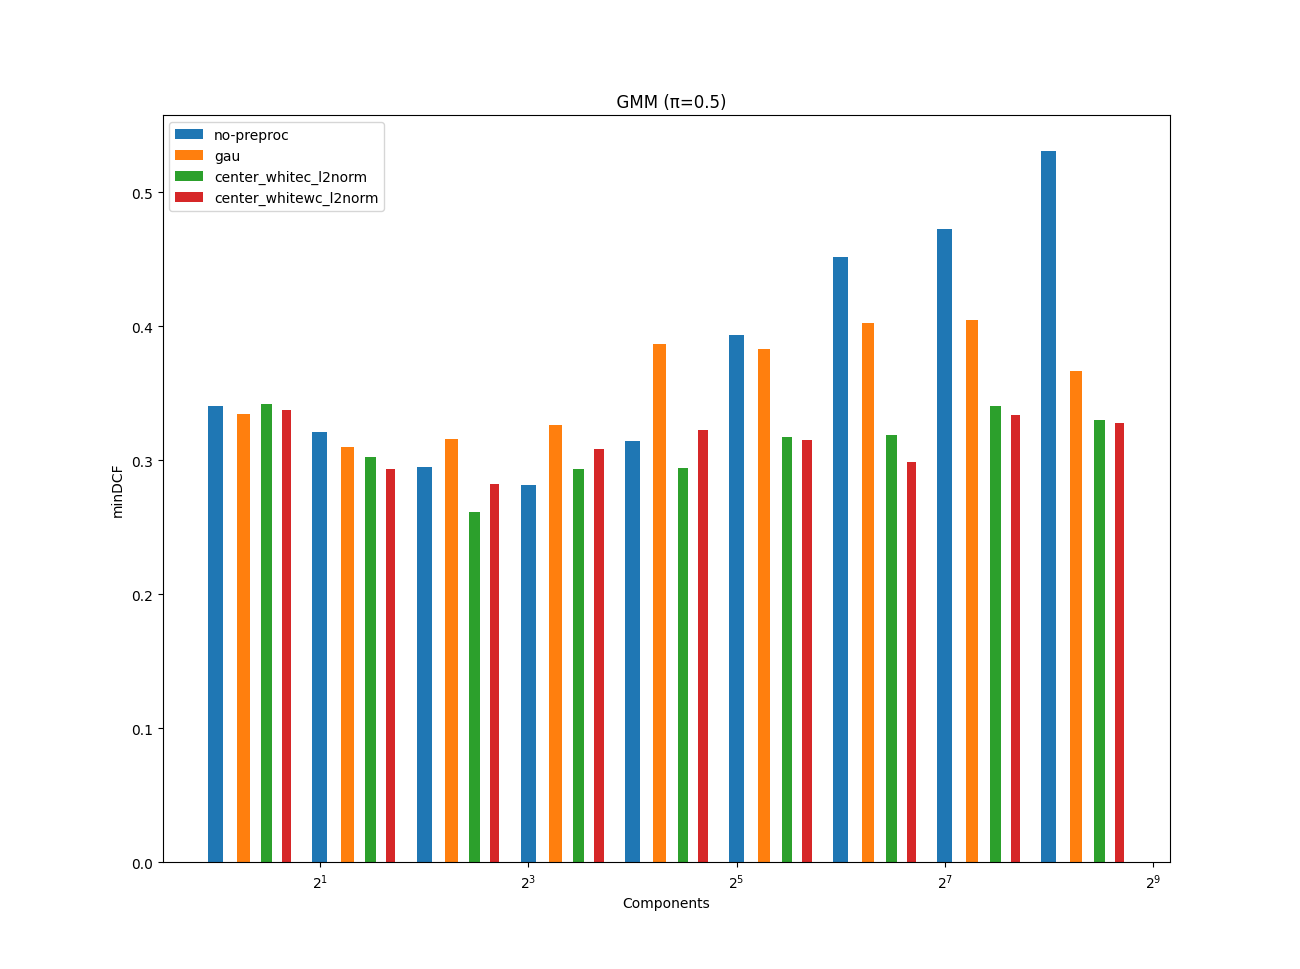 GMM (π=0.5)
no-preproc
gau
center_whitec_l2norm
center_whitewc_l2norm
minDCF
0.5
0.4
0.3
0.2
0.1
0.0
2¹ 2³ 2⁵ 2⁷ 2⁹
Components